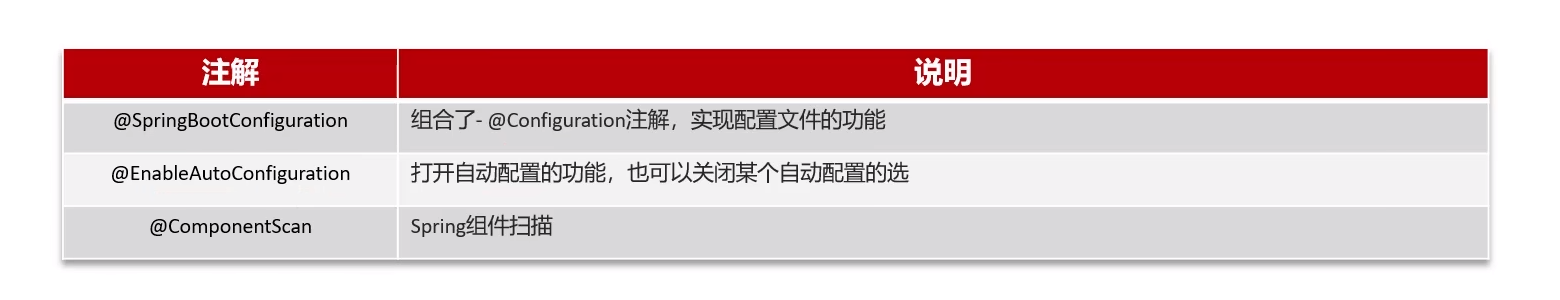 注解 说明
@SpringBootConfiguration 组合了- @Configuration注解，实现配置文件的功能
@EnableAutoConfiguration 打开自动配置的功能，也可以关闭某个自动配置的选
@ComponentScan Spring组件扫描